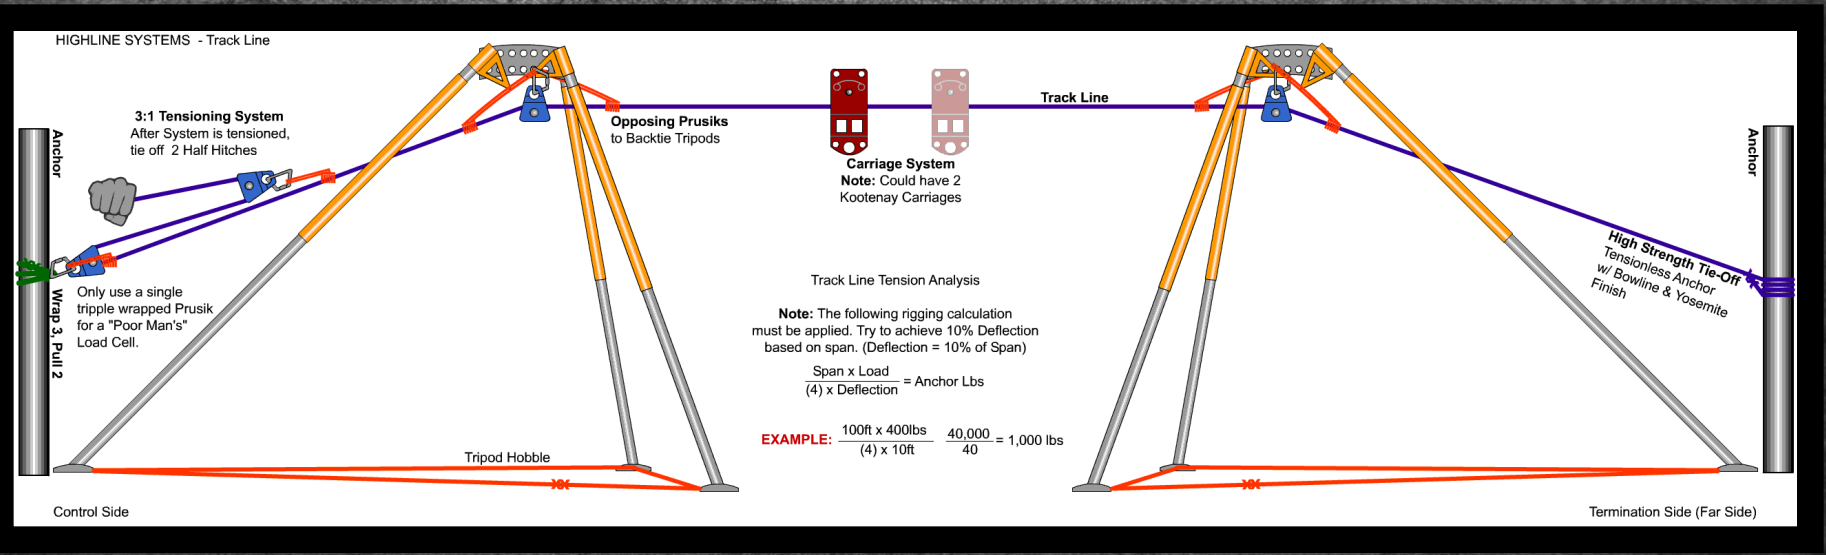 HIGHLINE SYSTEMS - Track Line
3:1 Tensioning System
After System is tensioned,
tie off 2 Half Hitches
Anchor
Wrap 3, Pull 2
Only use a single
tripple wrapped Prusik
for a "Poor Man's"
Load Cell.
Opposing Prusiks
to Backtie Tripods
Carriage System
Note: Could have 2
Kootenay Carriages
Track Line
Anchor
High Strength Tie-Off
Tensionless Anchor
w/ Bowline & Yosemite
Finish
Track Line Tension Analysis
Note: The following rigging calculation
must be applied. Try to achieve 10% Deflection
based on span. (Deflection = 10% of Span)
Span x Load
(4) x Deflection = Anchor Lbs
EXAMPLE: 100ft x 400lbs
(4) x 10ft
40,000
40 = 1,000 lbs
Tripod Hobble
XX
XX
Control Side
Termination Side (Far Side)